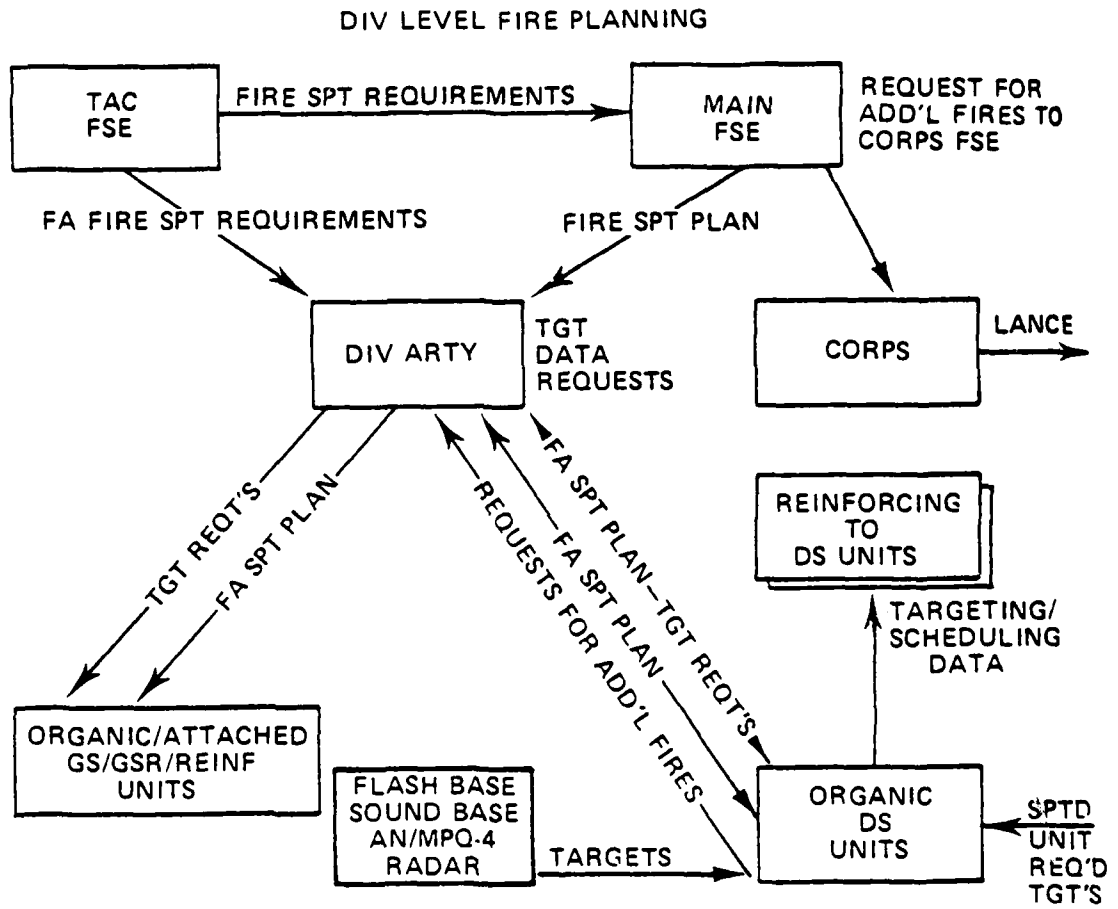 DIV LEVEL FIRE PLANNING
TAC
FSE
FIRE SPT REQUIREMENTS
MAIN
FSE
REQUEST FOR
ADD'L FIRES TO
CORPS FSE
FA FIRE SPT REQUIREMENTS
FIRE SPT PLAN
DIV ARTY
TGT
DATA
REQUESTS
CORPS
LANCE
TGT REQT'S
FA SPT PLAN
REQUESTS FOR ADD'L FIRES
FA SPT PLAN
FA SPT PLAN—TGT REQT'S
REINFORCING
TO
DS UNITS
TARGETING/
SCHEDULING
DATA
ORGANIC/ATTACHED
GS/GSR/REINF
UNITS
FLASH BASE
SOUND BASE
AN/MPQ-4
RADAR
TARGETS
ORGANIC
DS
UNITS
SPTD
UNIT
REQ'D
TGT'S